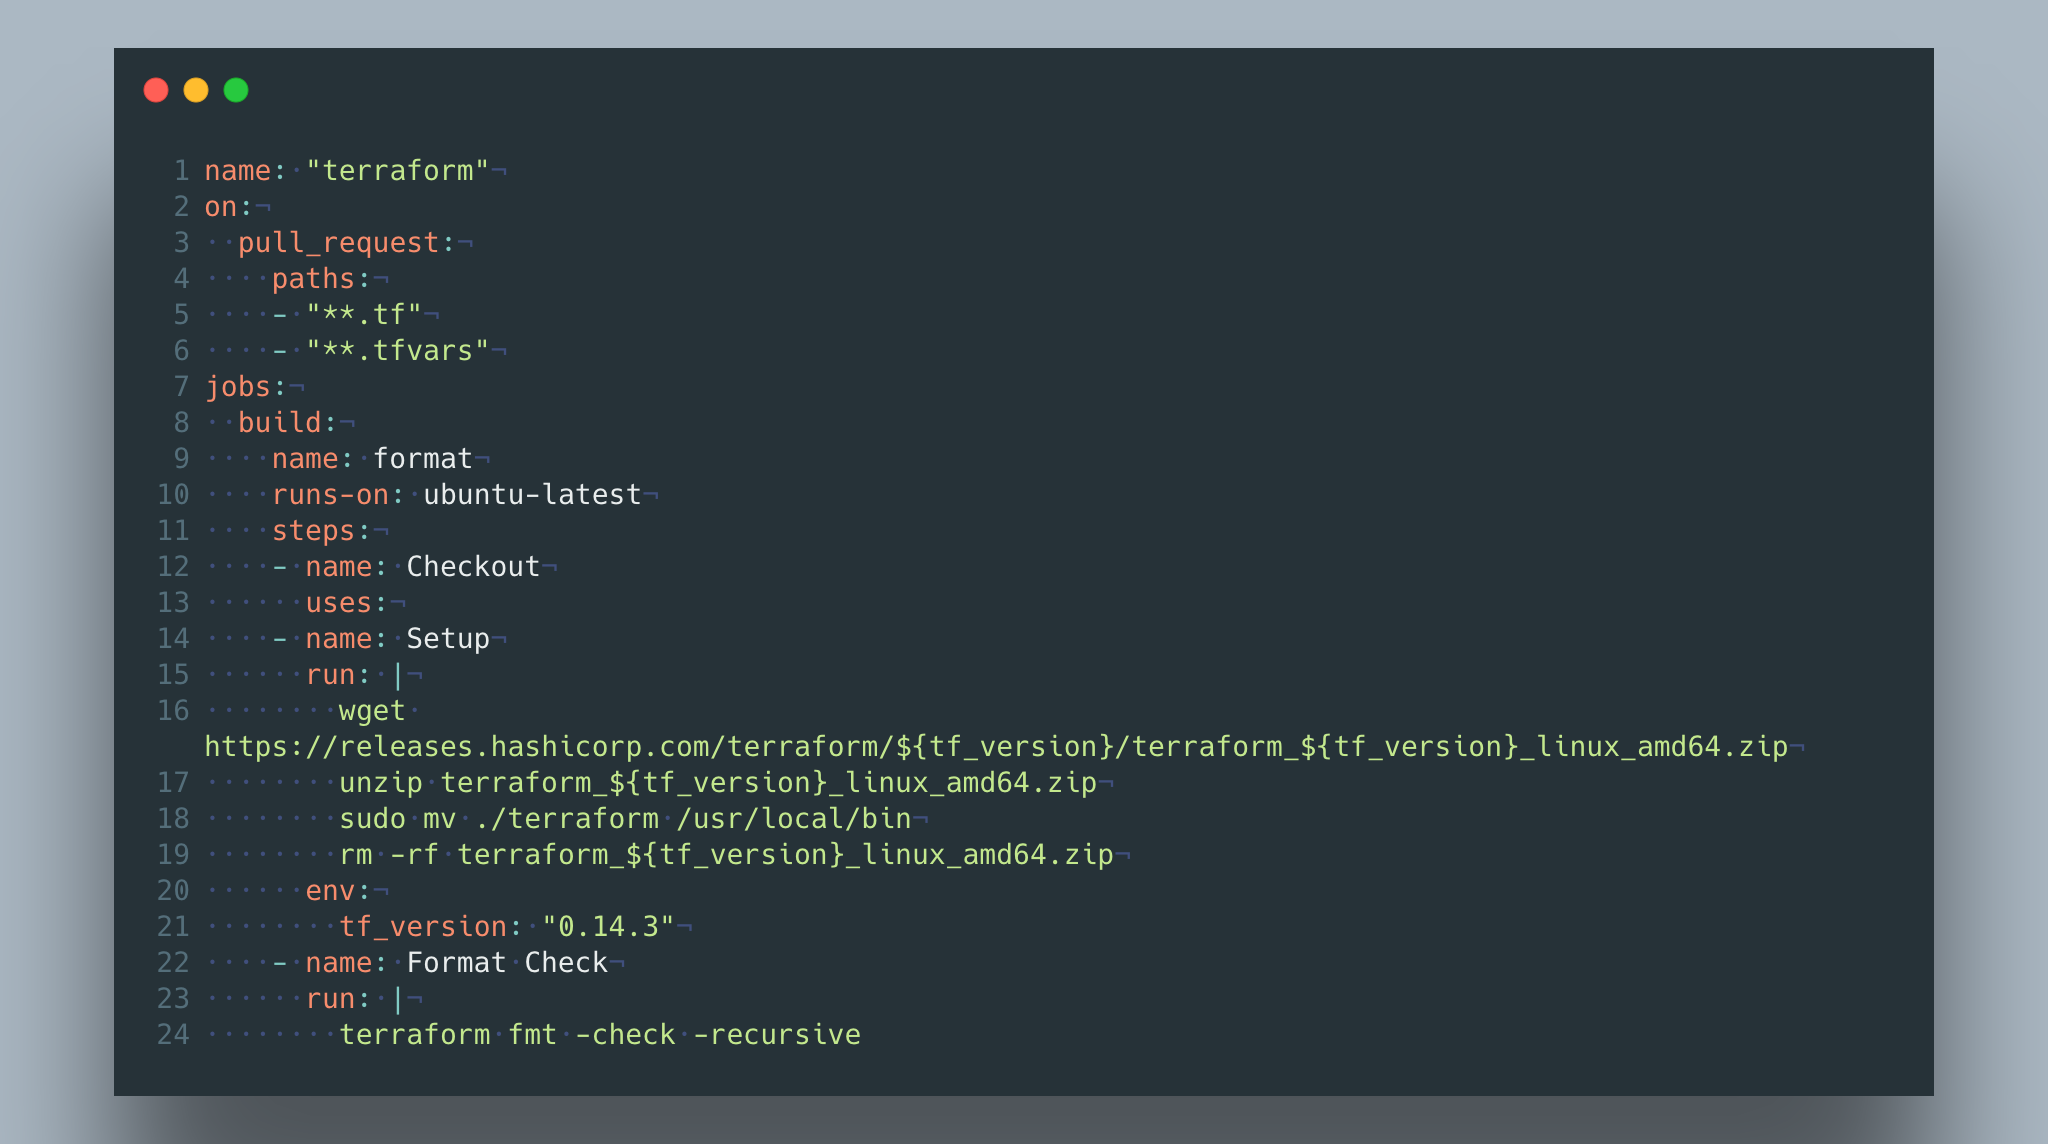 1 name: "terraform"¬
2 on:¬
3 ··pull_request:¬
4 ····paths:¬
5 ····- "**.tf"¬
6 ····- "**.tfvars"¬
7 jobs:¬
8 ··build:¬
9 ····name: format¬
10 ····runs-on: ubuntu-latest¬
11 ····steps:¬
12 ····- name: Checkout¬
13 ······uses:¬
14 ····- name: Setup¬
15 ······run: |¬
16 ········wget·
https://releases.hashicorp.com/terraform/${tf_version}/terraform_${tf_version}_linux_amd64.zip¬
17 ········unzip·terraform_${tf_version}_linux_amd64.zip¬
18 ········sudo·mv·./terraform·/usr/local/bin¬
19 ········rm·-rf·terraform_${tf_version}_linux_amd64.zip¬
20 ······env:¬
21 ········tf_version:·"0.14.3"¬
22 ····-·name:·Format·Check¬
23 ······run:·|¬
24 ········terraform·fmt·-check·-recursive